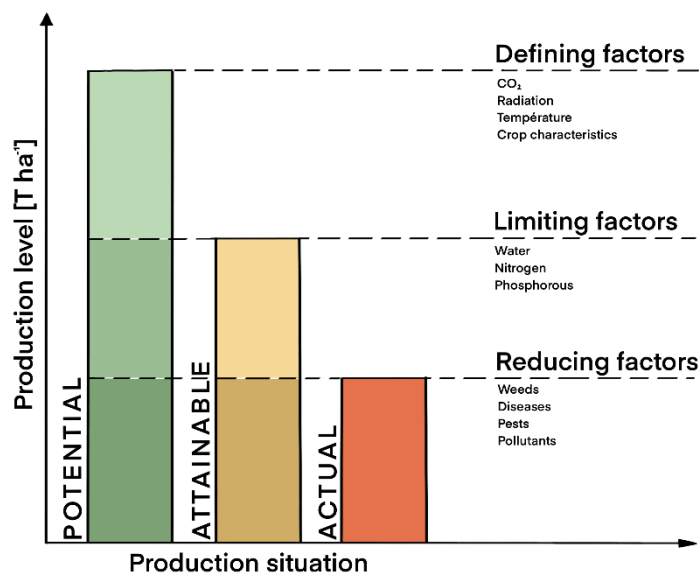 Defining factors
CO₂
Radiation
Température
Crop characteristics
Limiting factors
Water
Nitrogen
Phosphorous
Reducing factors
Weeds
Diseases
Pests
Pollutants
Production level [T ha⁻¹]
POTENTIAL
ATTAINABLE
ACTUAL
Production situation